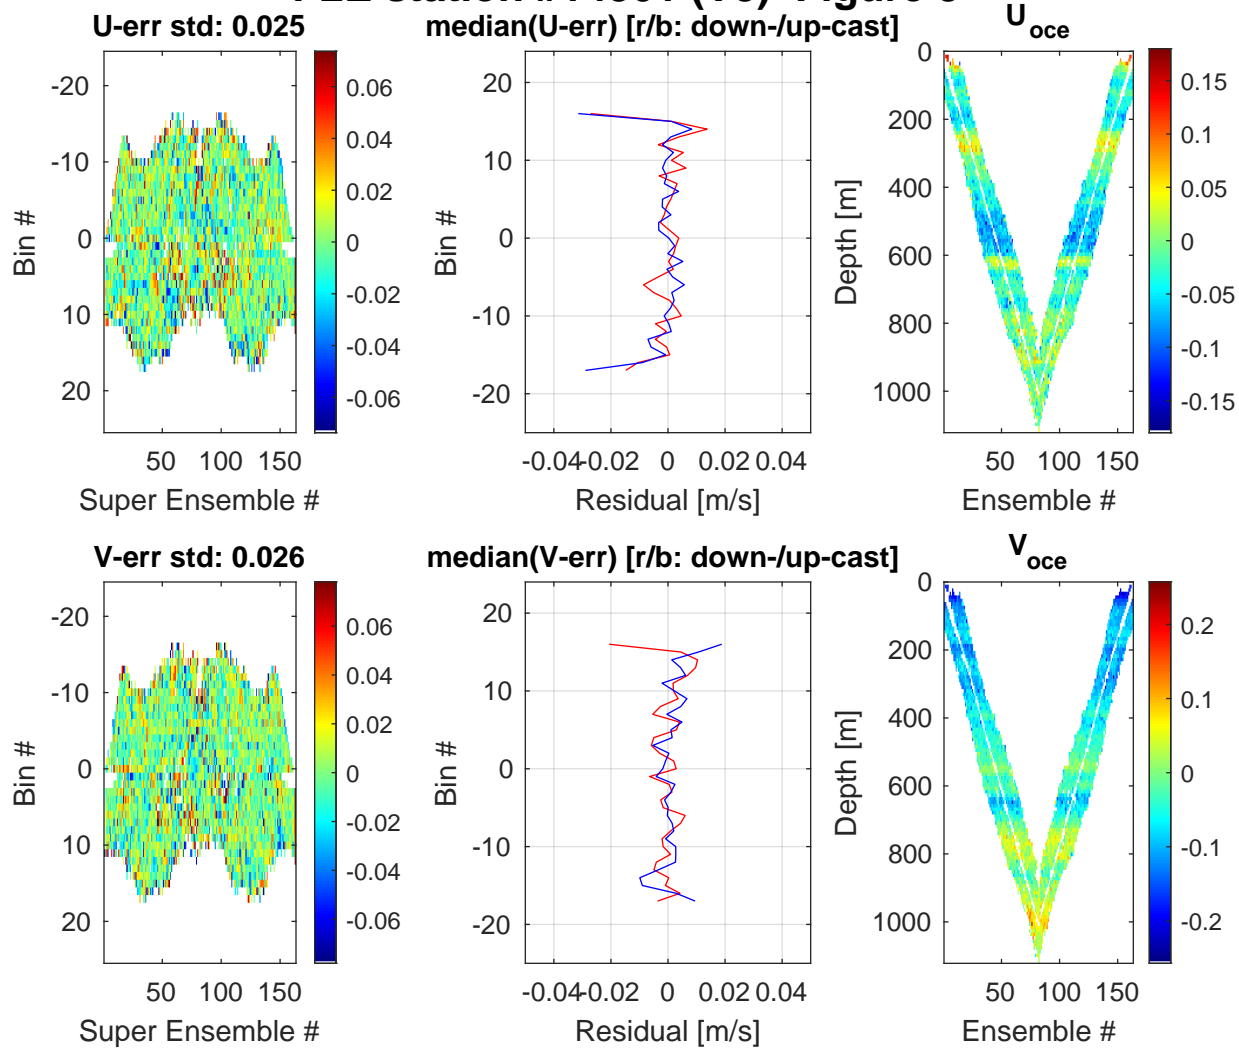 U-err std: 0.025
-20
-10
0
10
20
50 100 150
Super Ensemble #
Bin #
0.06
0.04
0.02
0
-0.02
-0.04
-0.06
median(U-err) [r/b: down-/up-cast]
20
10
0
-10
-20
-0.04 -0.02 0 0.02 0.04
Residual [m/s]
Bin #
U_oce
0
200
400
600
800
1000
50 100 150
Ensemble #
Depth [m]
0.15
0.1
0.05
0
-0.05
-0.1
-0.15
V-err std: 0.026
-20
-10
0
10
20
50 100 150
Super Ensemble #
Bin #
0.06
0.04
0.02
0
-0.02
-0.04
-0.06
median(V-err) [r/b: down-/up-cast]
20
10
0
-10
-20
-0.04 -0.02 0 0.02 0.04
Residual [m/s]
Bin #
V_oce
0
200
400
600
800
1000
50 100 150
Ensemble #
Depth [m]
0.2
0.1
0
-0.1
-0.2